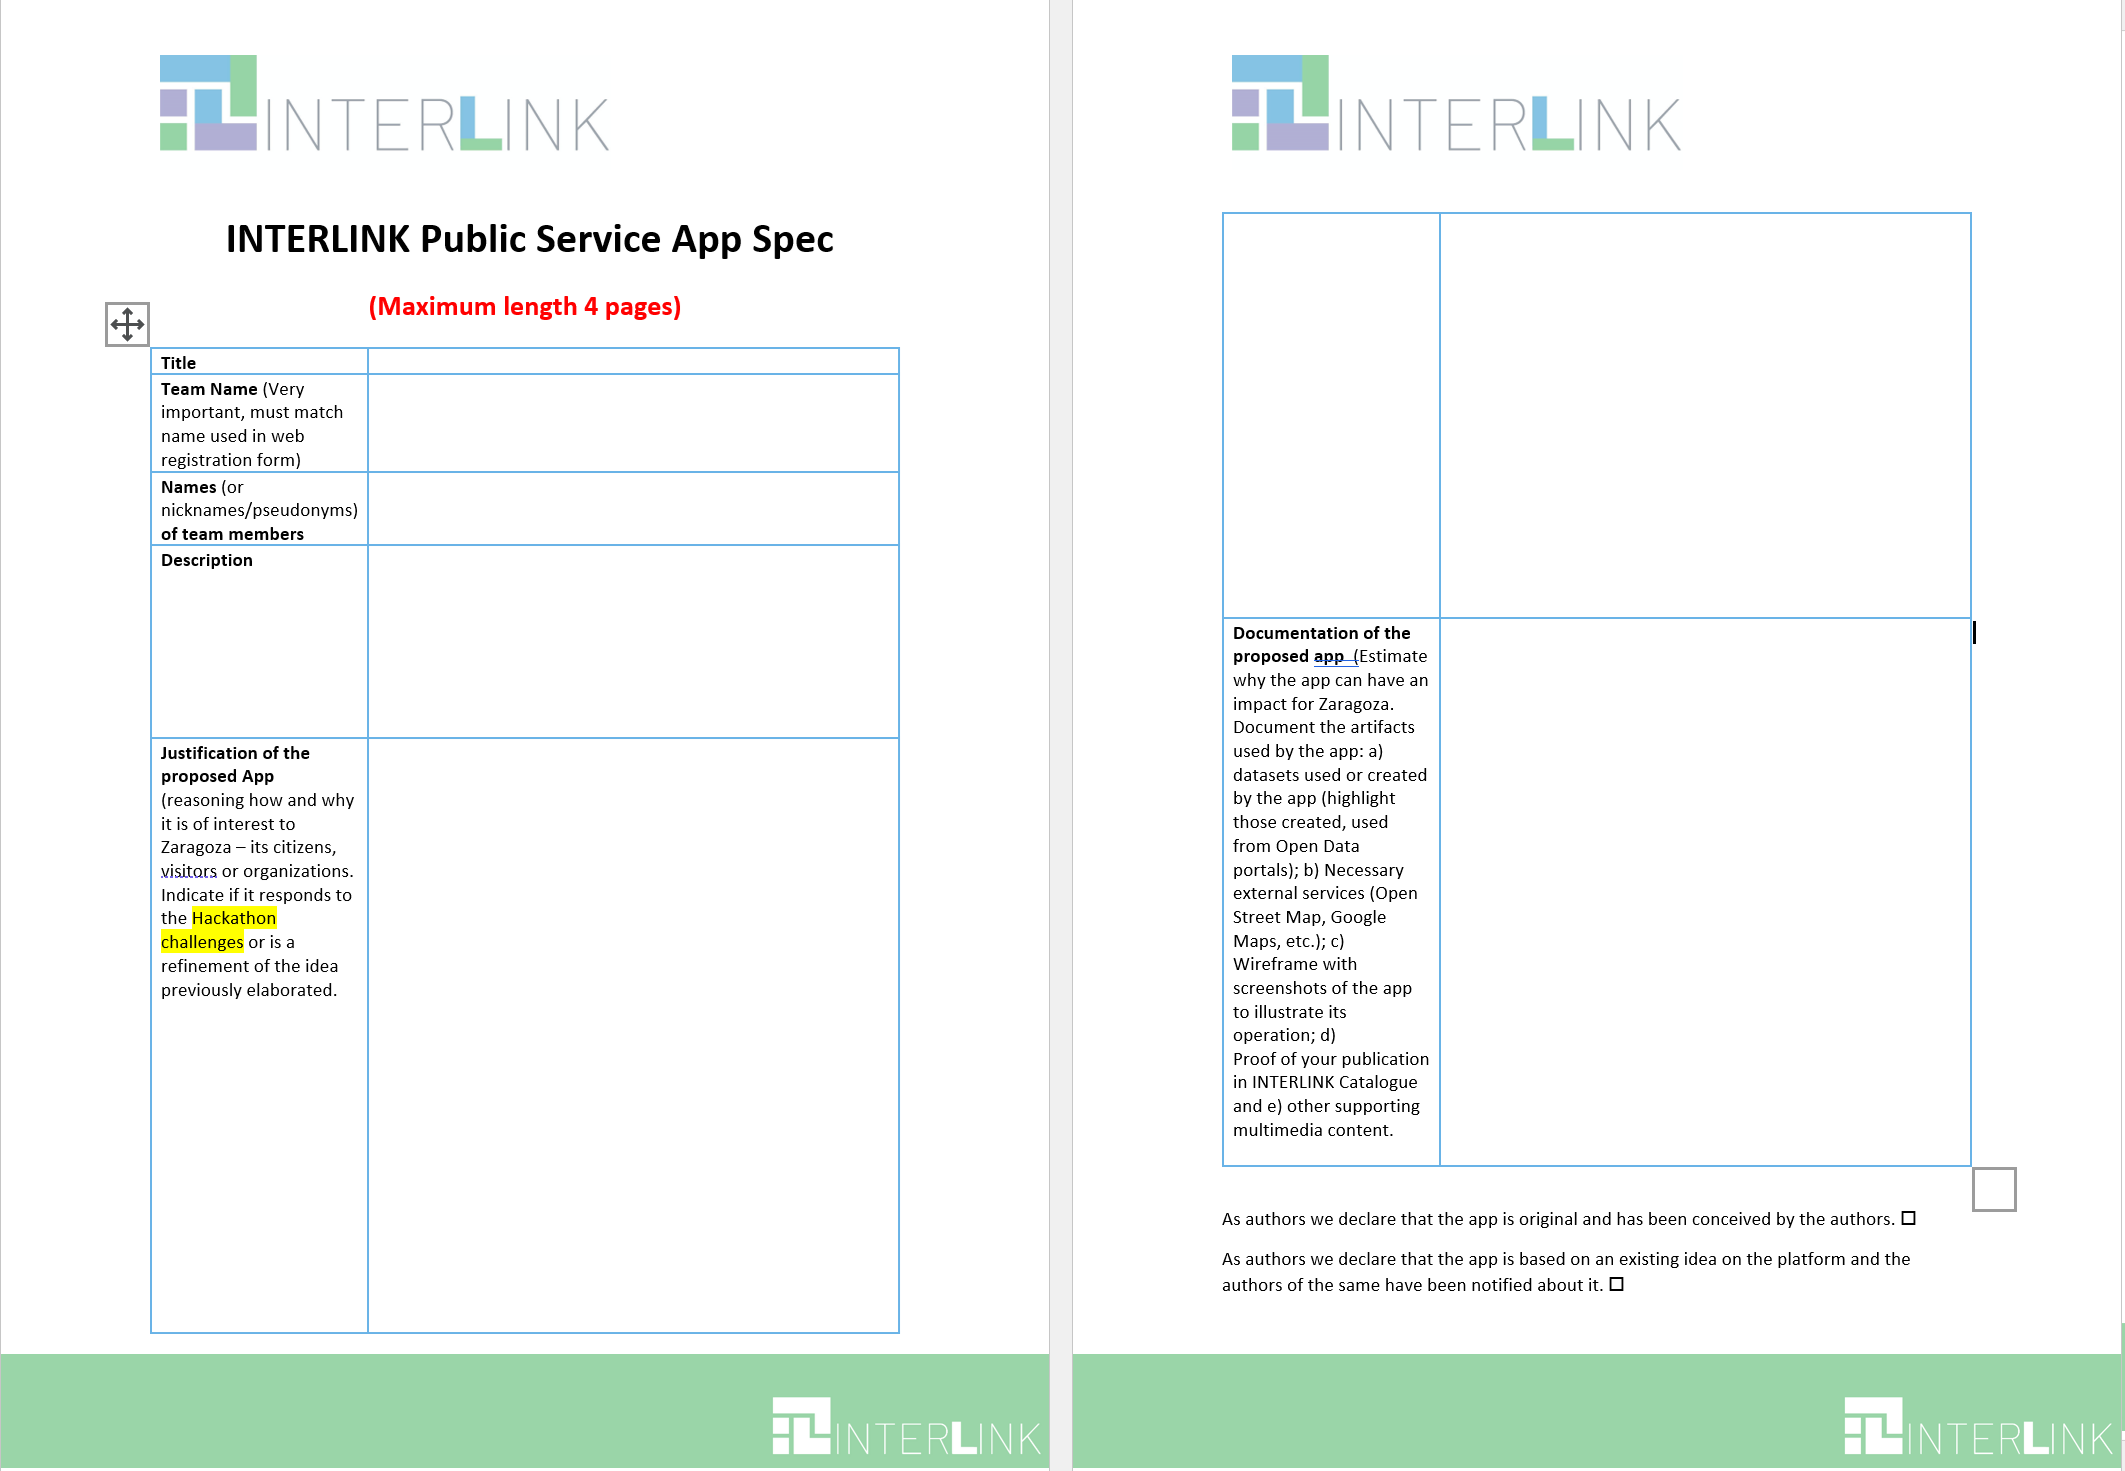 INTERLINK
INTERLINK Public Service App Spec
(Maximum length 4 pages)
Title
Team Name (Very
important, must match
name used in web
registration form)
Names (or
nicknames/pseudonyms)
of team members
Description
Justification of the
proposed App
(reasoning how and why
it is of interest to
Zaragoza – its citizens,
visitors or organizations.
Indicate if it responds to
the Hackathon
challenges or is a
refinement of the idea
previously elaborated.
INTERLINK
INTERLINK
Documentation of the
proposed app  (Estimate
why the app can have an
impact for Zaragoza.
Document the artifacts
used by the app: a)
datasets used or created
by the app (highlight
those created, used
from Open Data
portals); b) Necessary
external services (Open
Street Map, Google
Maps, etc.); c)
Wireframe with
screenshots of the app
to illustrate its
operation; d)
Proof of your publication
in INTERLINK Catalogue
and e) other supporting
multimedia content.
As authors we declare that the app is original and has been conceived by the authors. ☐
As authors we declare that the app is based on an existing idea on the platform and the
authors of the same have been notified about it. ☐
INTERLINK